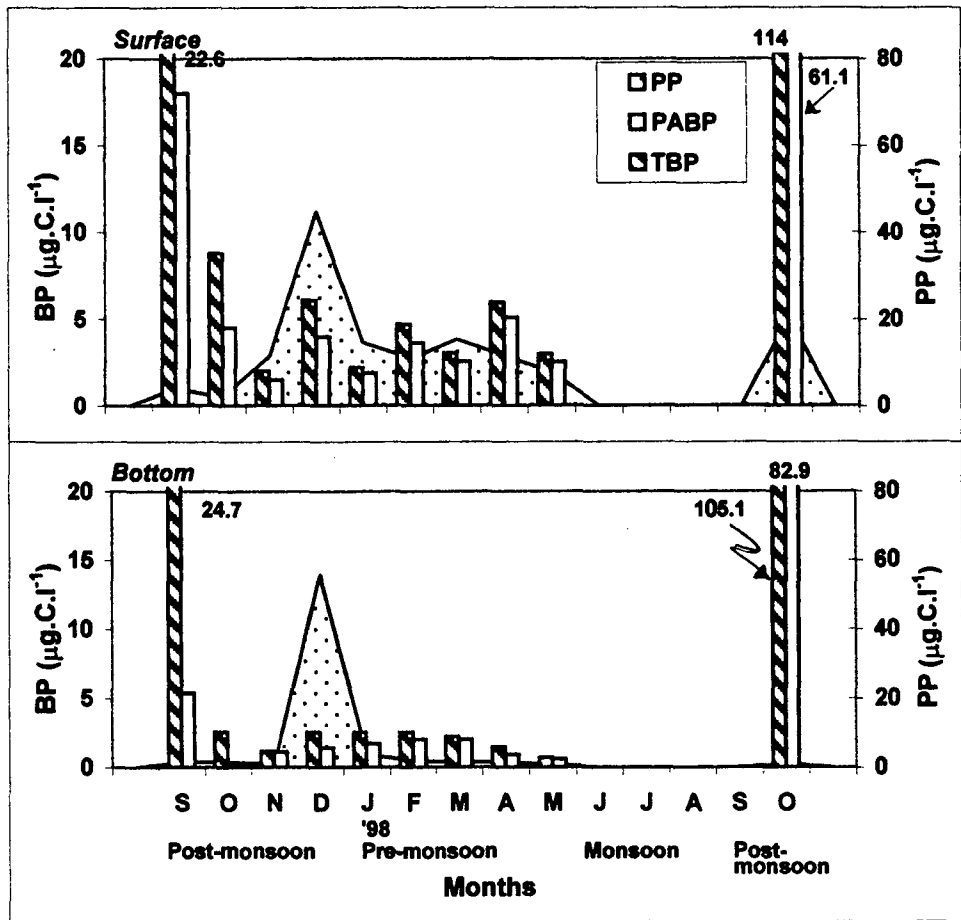 Surface
22.6
114
61.1
20
15
10
5
0
BP (µg.C.l⁻¹)
80
60
40
20
0
PP (µg.C.l⁻¹)
PP
PABP
TBP
Bottom
24.7
105.1
82.9
20
15
10
5
0
BP (µg.C.l⁻¹)
80
60
40
20
0
PP (µg.C.l⁻¹)
S O N D J F M A M J J A S O
'98
Post-monsoon Pre-monsoon Monsoon Post-monsoon
Months